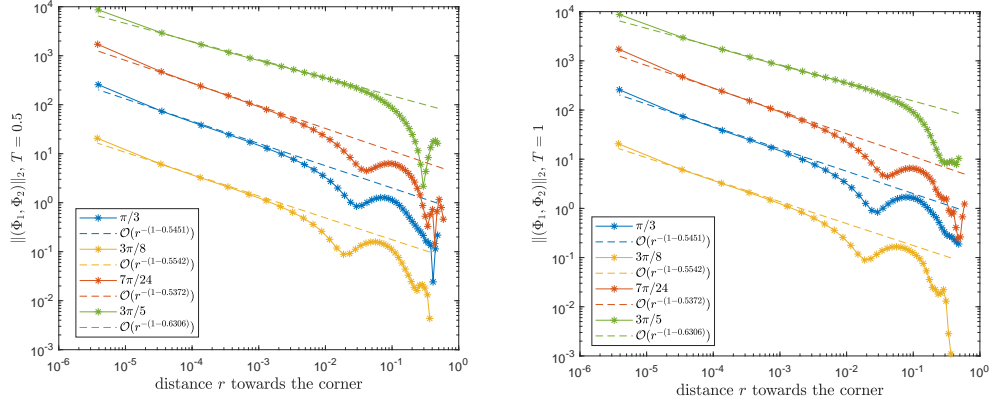 10^4
10^3
10^2
10^1
10^0
10^-1
10^-2
10^-3
||(Φ1, Φ2)||2, T = 0.5
π/3
O(r^-(1-0.5451))
3π/8
O(r^-(1-0.5542))
7π/24
O(r^-(1-0.5372))
3π/5
O(r^-(1-0.6306))
10^-6
10^-5
10^-4
10^-3
10^-2
10^-1
10^0
distance r towards the corner
10^4
10^3
10^2
10^1
10^0
10^-1
10^-2
10^-3
||(Φ1, Φ2)||2, T = 1
π/3
O(r^-(1-0.5451))
3π/8
O(r^-(1-0.5542))
7π/24
O(r^-(1-0.5372))
3π/5
O(r^-(1-0.6306))
10^-6
10^-5
10^-4
10^-3
10^-2
10^-1
10^0
distance r towards the corner